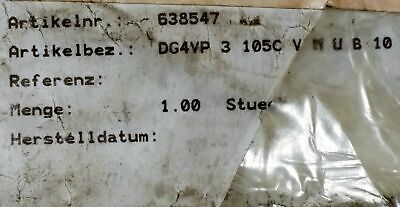 Artikelnr.: 638547
Artikelbez.: DG4VP 3 105C V M U B 10
Referenz:
Menge: 1.00 Stue
Herstelldatum: